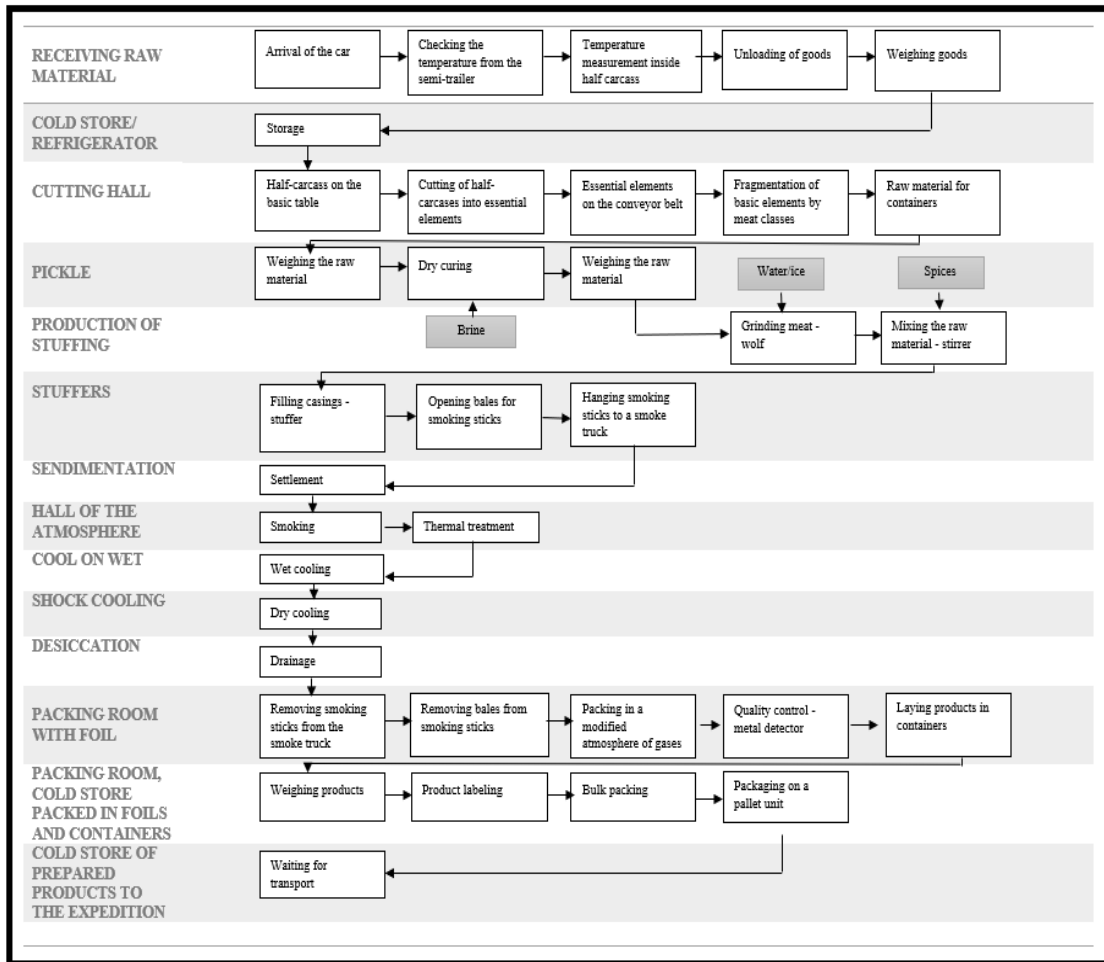 RECEIVING RAW
MATERIAL
Arrival of the car
Checking the
temperature from the
semi-trailer
Temperature
measurement inside
half carcass
Unloading of goods
Weighing goods
COLD STORE/
REFRIGERATOR
Storage
CUTTING HALL
Half-carcass on the
basic table
Cutting of half-
carcases into essential
elements
Essential elements
on the conveyor belt
Fragmentation of
basic elements by
meat classes
Raw material for
containers
PICKLE
Weighing the raw
material
Dry curing
Weighing the raw
material
Water/ice
Spices
PRODUCTION OF
STUFFING
Brine
Grinding meat -
wolf
Mixing the raw
material - stirrer
STUFFERS
Filling casings -
stuffer
Opening bales for
smoking sticks
Hanging smoking
sticks to a smoke
truck
SENDIMENTATION
Settlement
HALL OF THE
ATMOSPHERE
Smoking
Thermal treatment
COOL ON WET
Wet cooling
SHOCK COOLING
Dry cooling
DESICCATION
Drainage
PACKING ROOM
WITH FOIL
Removing smoking
sticks from the
smoke truck
Removing bales from
smoking sticks
Packing in a
modified
atmosphere of gases
Quality control -
metal detector
Laying products in
containers
PACKING ROOM,
COLD STORE
PACKED IN FOILS
AND CONTAINERS
Weighing products
Product labeling
Bulk packing
Packaging on a
pallet unit
COLD STORE OF
PREPARED
PRODUCTS TO
THE EXPEDITION
Waiting for
transport